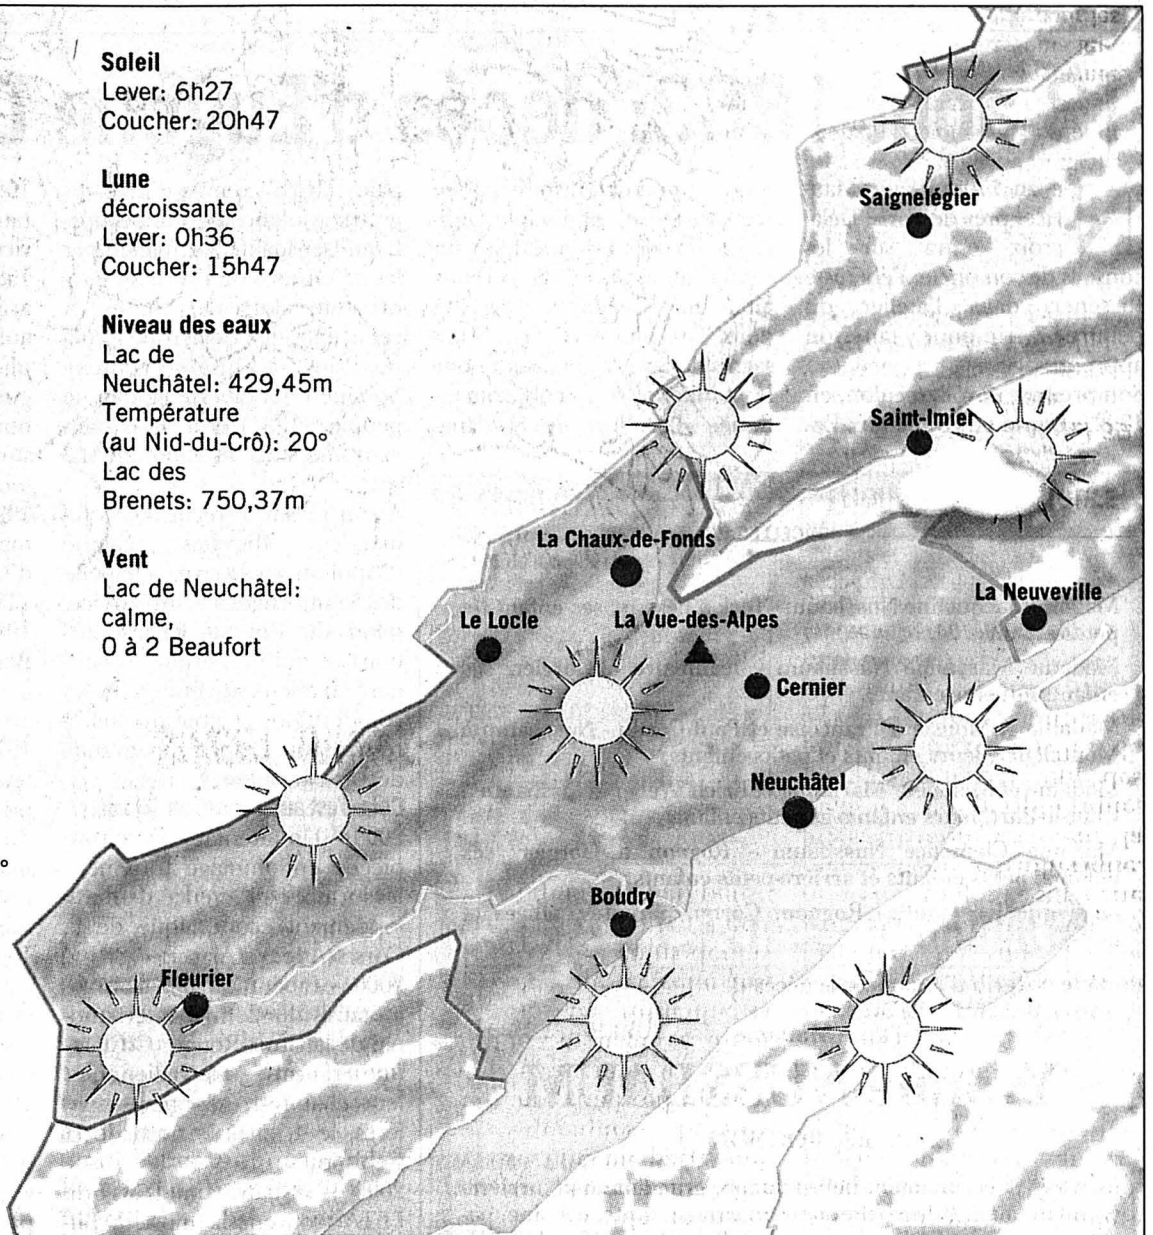 Soleil
Lever: 6h27
Coucher: 20h47
Lune
décroissante
Lever: 0h36
Coucher: 15h47
Niveau des eaux
Lac de
Neuchâtel: 429,45m
Température
(au Nid-du-Crô): 20°
Lac des
Brenets: 750,37m
Vent
Lac de Neuchâtel:
calme,
0 à 2 Beaufort
Saignelégier
Saint-Imier
La Chaux-de-Fonds
La Neuveville
Le Locle
La Vue-des-Alpes
Cernier
Neuchâtel
Boudry
Fleurier